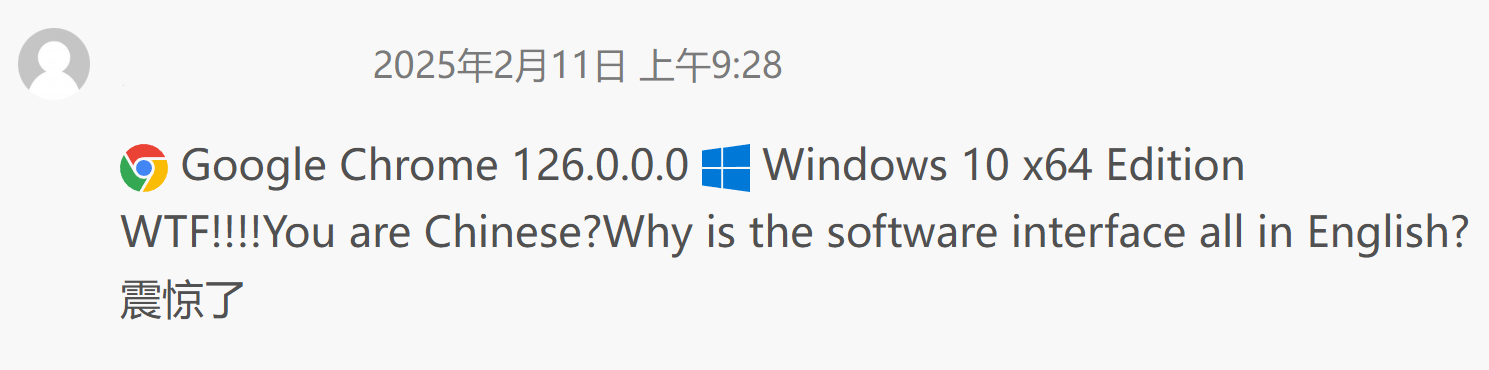 2025年2月11日 上午9:28
Google Chrome 126.0.0.0 Windows 10 x64 Edition
WTF!!!!You are Chinese?Why is the software interface all in English?
震惊了